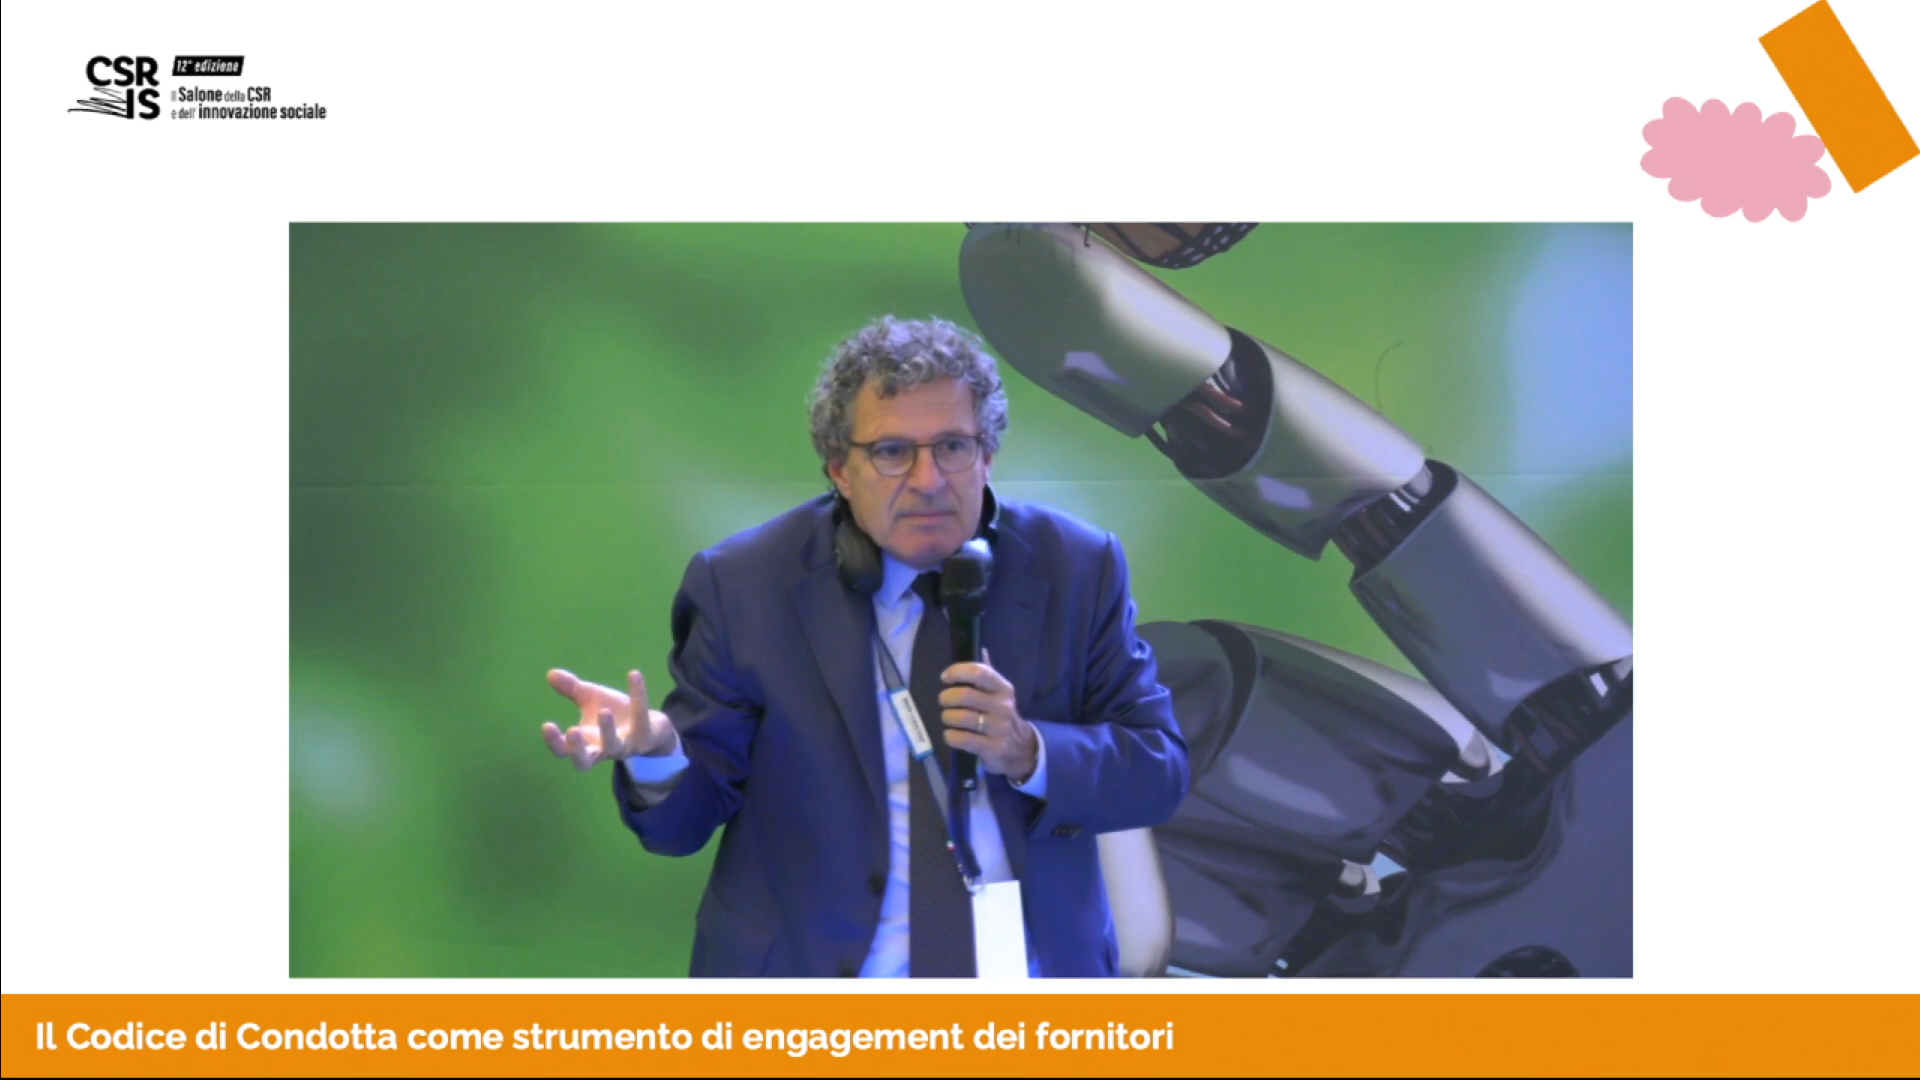 CSR
IS
12ª edizione
Il Salone della CSR
e dell'innovazione sociale
Il Codice di Condotta come strumento di engagement dei fornitori